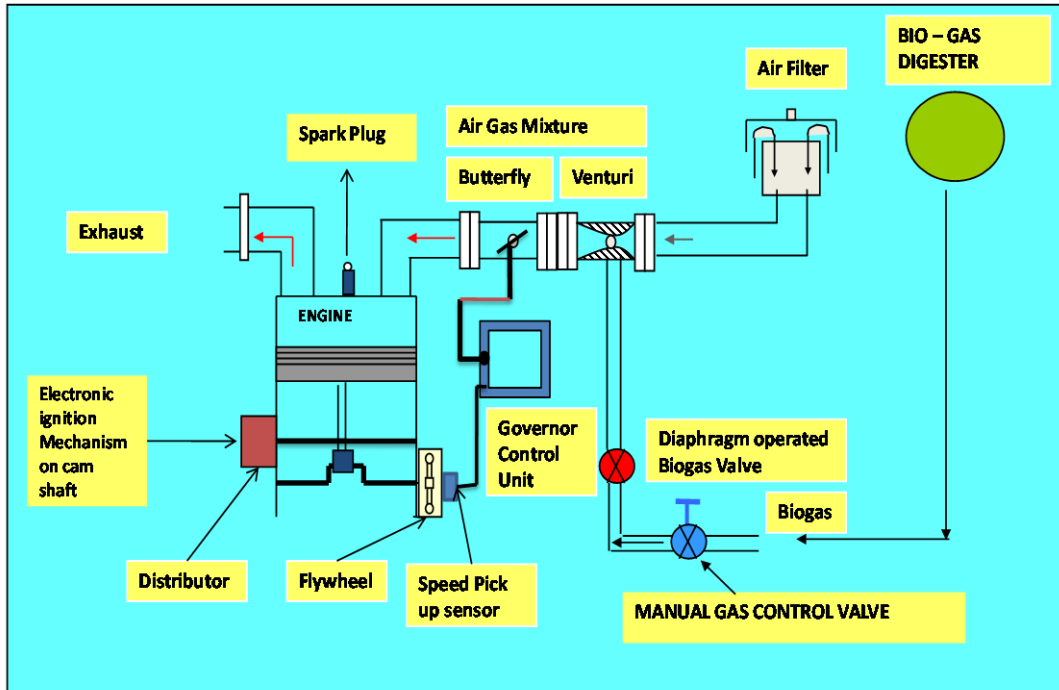 BIO – GAS
DIGESTER
Air Filter
Spark Plug
Air Gas Mixture
Butterfly
Venturi
Exhaust
ENGINE
Electronic
ignition
Mechanism
on cam
shaft
Governor
Control
Unit
Diaphragm operated
Biogas Valve
Biogas
Distributor
Flywheel
Speed Pick
up sensor
MANUAL GAS CONTROL VALVE